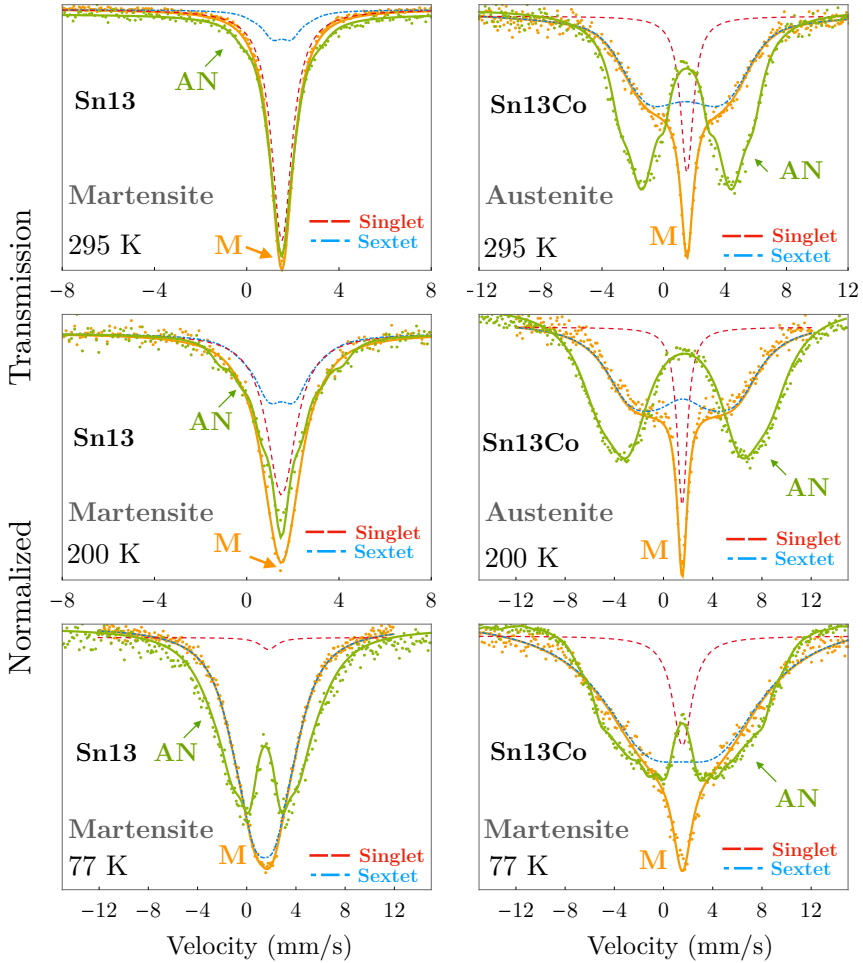 Normalized Transmission
AN
Sn13
Martensite
295 K
M
Singlet
Sextet
−8 −4 0 4 8
Sn13Co
AN
Austenite
295 K
M
Singlet
Sextet
−12 −8 −4 0 4 8 12
AN
Sn13
Martensite
200 K
M
Singlet
Sextet
−8 −4 0 4 8
Sn13Co
AN
Austenite
200 K
M
Singlet
Sextet
−12 −8 −4 0 4 8 12
Sn13
AN
Martensite
77 K
M
Singlet
Sextet
−12 −8 −4 0 4 8 12
Velocity (mm/s)
Sn13Co
AN
Martensite
77 K
M
Singlet
Sextet
−12 −8 −4 0 4 8 12
Velocity (mm/s)